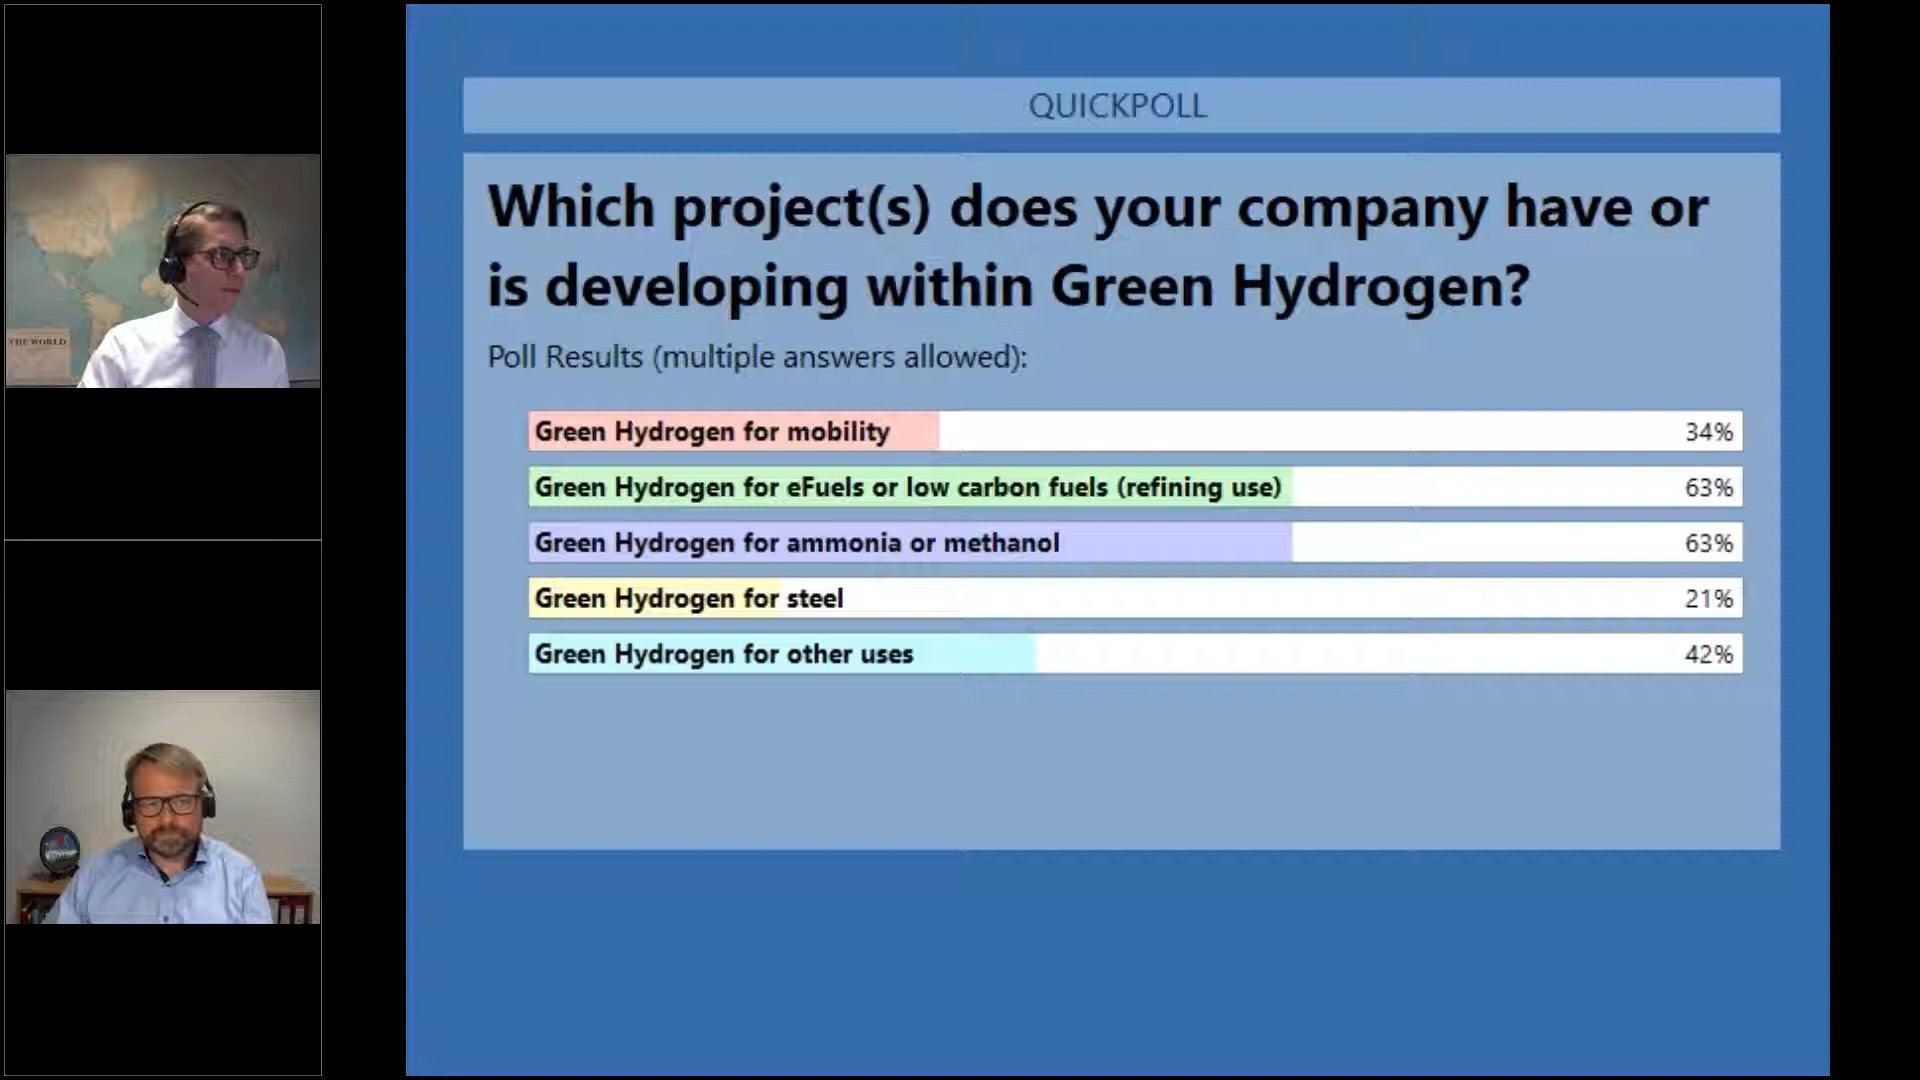 QUICKPOLL
Which project(s) does your company have or
is developing within Green Hydrogen?
Poll Results (multiple answers allowed):
Green Hydrogen for mobility 34%
Green Hydrogen for eFuels or low carbon fuels (refining use) 63%
Green Hydrogen for ammonia or methanol 63%
Green Hydrogen for steel 21%
Green Hydrogen for other uses 42%
THE WORLD